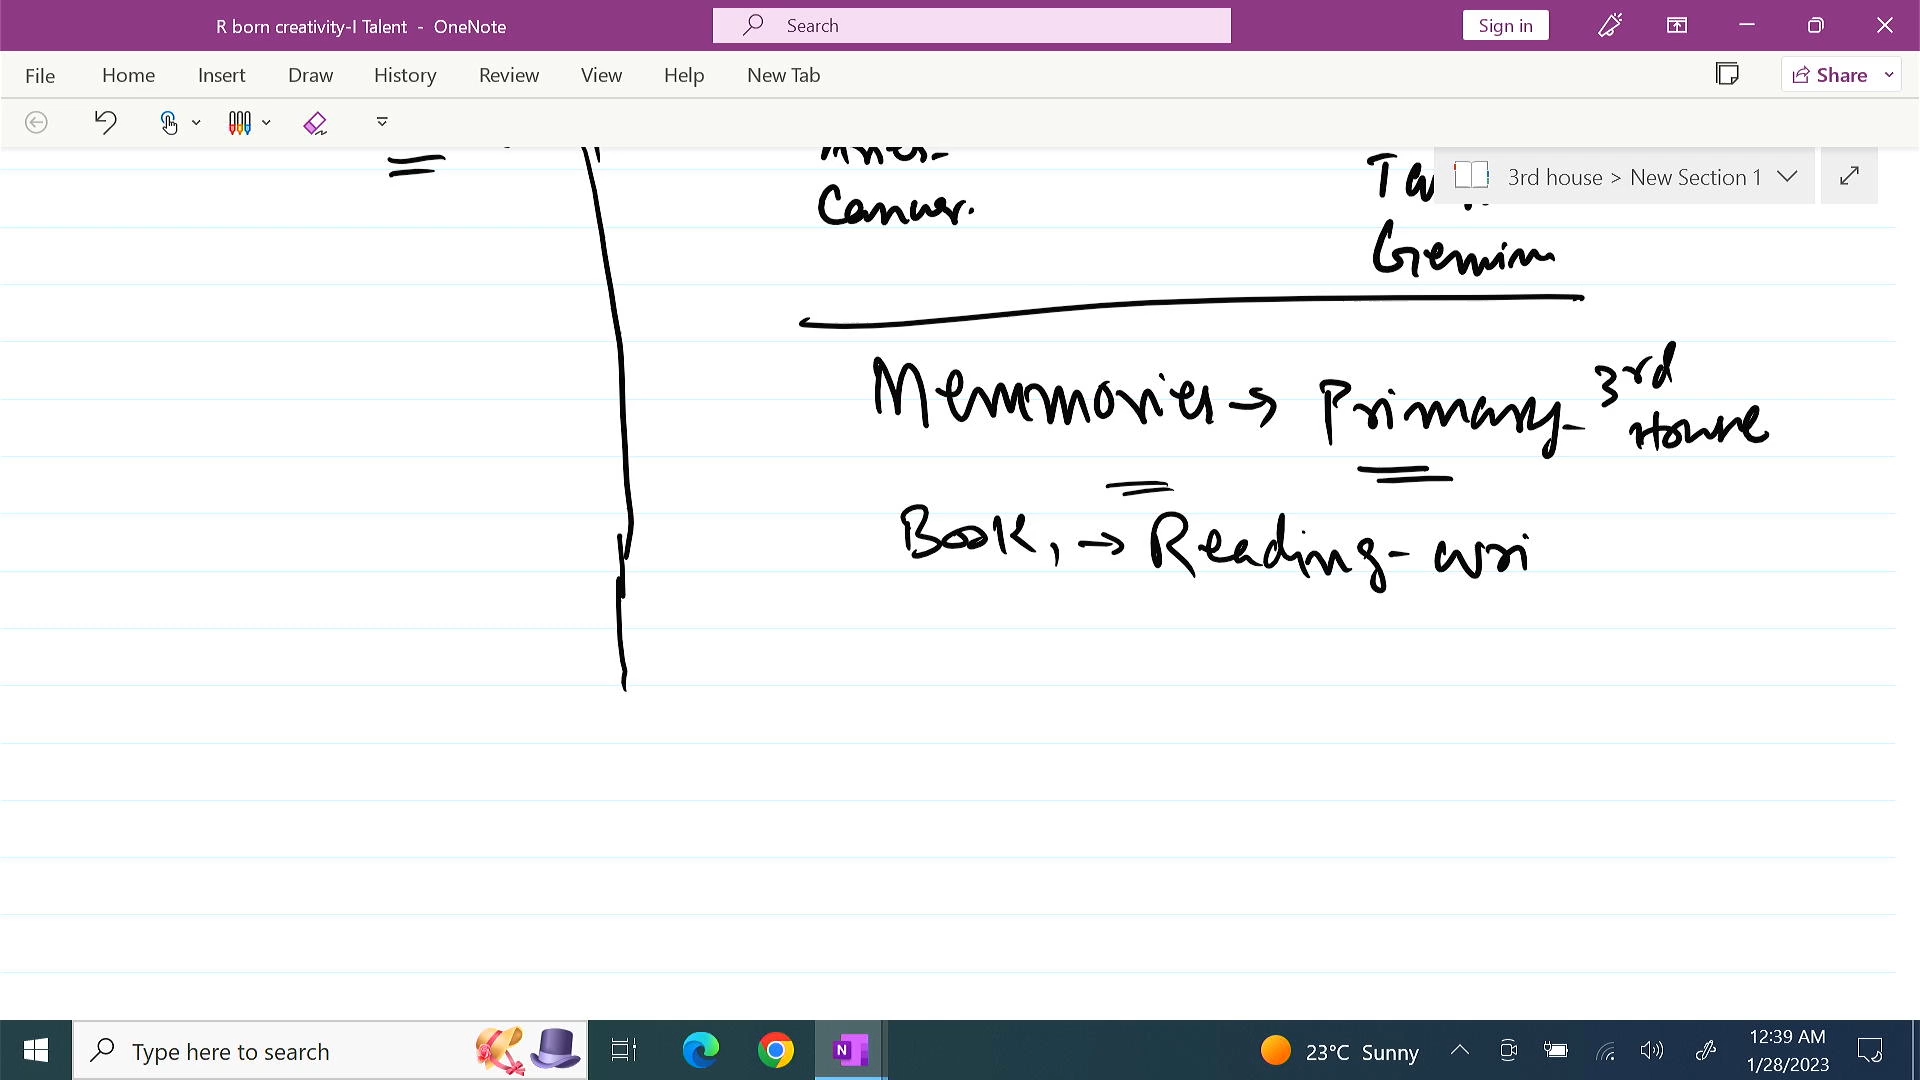 R born creativity-I Talent - OneNote
Search
Sign in
File Home Insert Draw History Review View Help New Tab
Share
3rd house > New Section 1
Cancer.
Gemini
Memmories → Primary - 3rd House
Book, → Reading - wri
Type here to search
N
23°C Sunny
12:39 AM
1/28/2023